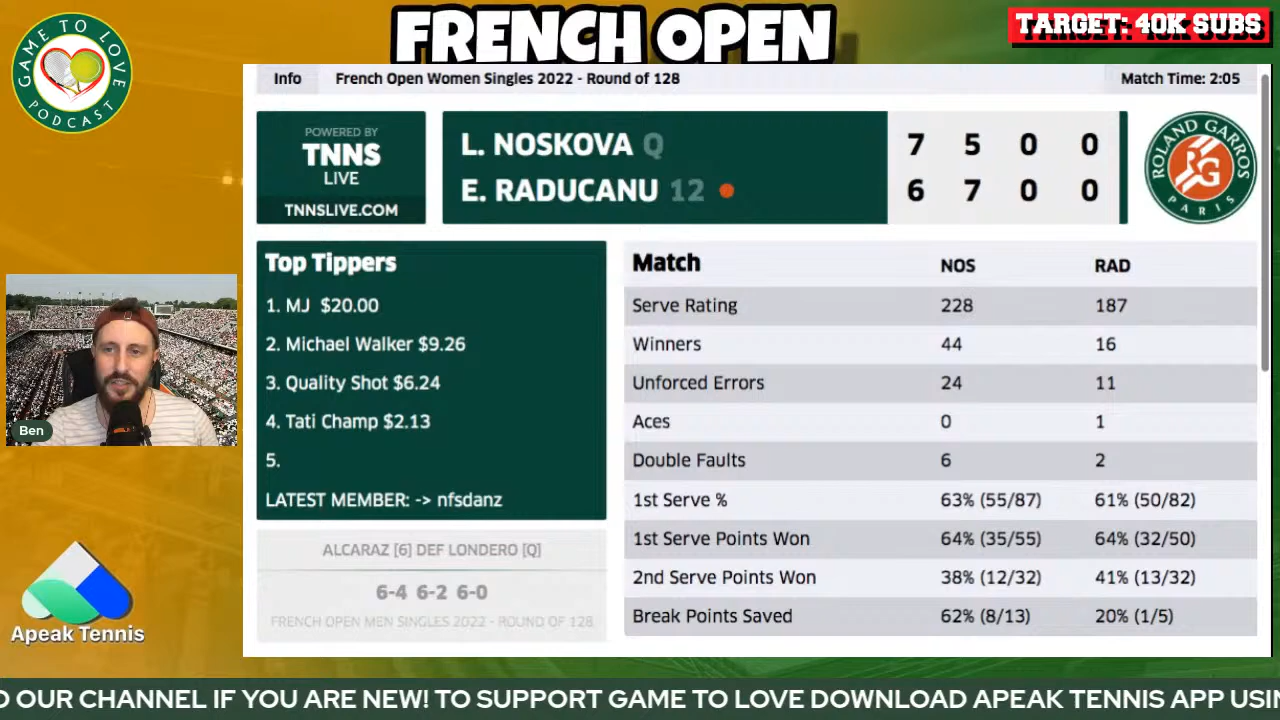 GAME TO LOVE
PODCAST
FRENCH OPEN
TARGET: 40K SUBS
Info French Open Women Singles 2022 - Round of 128 Match Time: 2:05
POWERED BY
TNNS
LIVE
TNNSLIVE.COM
L. NOSKOVA Q 7 5 0 0
E. RADUCANU 12 6 7 0 0
ROLAND GARROS
RG
PARIS
Top Tippers
1. MJ $20.00
2. Michael Walker $9.26
3. Quality Shot $6.24
4. Tati Champ $2.13
5.
LATEST MEMBER: -> nfsdanz
ALCARAZ [6] DEF LONDERO [Q]
6-4 6-2 6-0
FRENCH OPEN MEN SINGLES 2022 - ROUND OF 128
Match NOS RAD
Serve Rating 228 187
Winners 44 16
Unforced Errors 24 11
Aces 0 1
Double Faults 6 2
1st Serve % 63% (55/87) 61% (50/82)
1st Serve Points Won 64% (35/55) 64% (32/50)
2nd Serve Points Won 38% (12/32) 41% (13/32)
Break Points Saved 62% (8/13) 20% (1/5)
Ben
Apeak Tennis
OUR CHANNEL IF YOU ARE NEW! TO SUPPORT GAME TO LOVE DOWNLOAD APEAK TENNIS APP